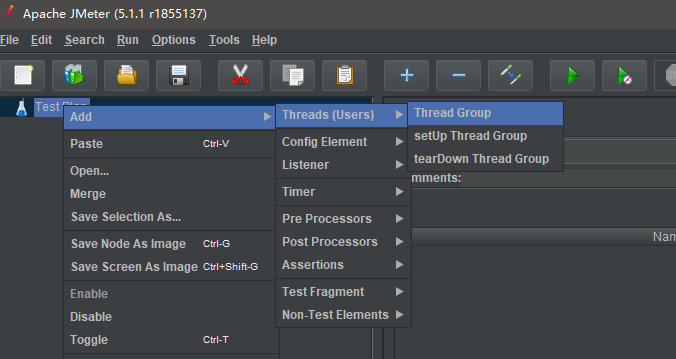 Apache JMeter (5.1.1 r1855137)
File Edit Search Run Options Tools Help
Test Plan
Add
Paste Ctrl-V
Open...
Merge
Save Selection As...
Save Node As Image Ctrl-G
Save Screen As Image Ctrl+Shift-G
Enable
Disable
Toggle Ctrl-T
Threads (Users)
Config Element
Listener
Timer
Pre Processors
Post Processors
Assertions
Test Fragment
Non-Test Elements
Thread Group
setUp Thread Group
tearDown Thread Group
mments:
Nam